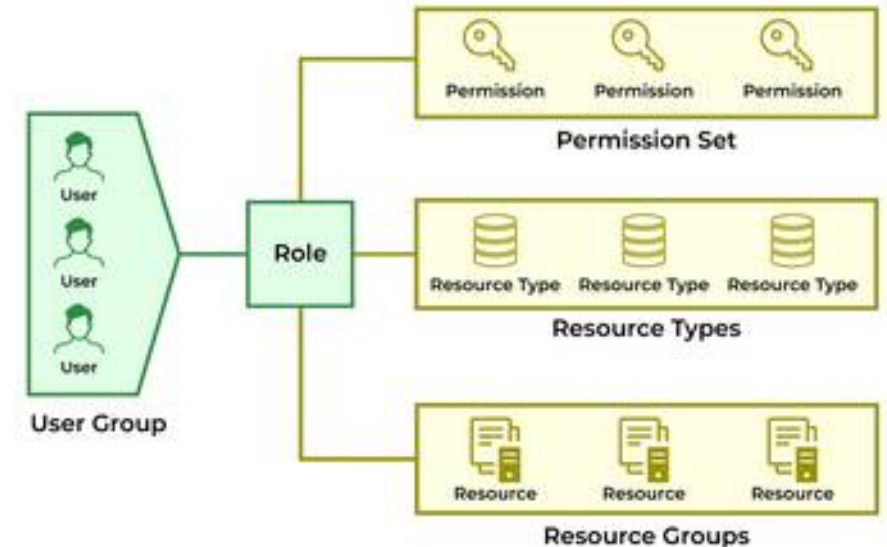 User
User
User
User Group
Role
Permission Permission Permission
Permission Set
Resource Type Resource Type Resource Type
Resource Types
Resource Resource Resource
Resource Groups